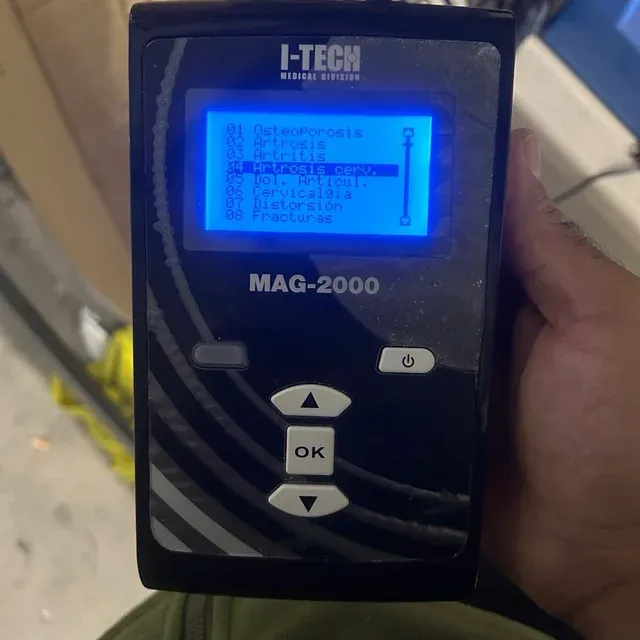 I-TECH
MEDICAL DIVISION
01 Osteoporosis
02 Artrosis
03 Artritis
04 Artrosis cerv.
05 Dol. Articul.
06 Cervicalgia
07 Distorsión
08 Fracturas
MAG-2000
OK